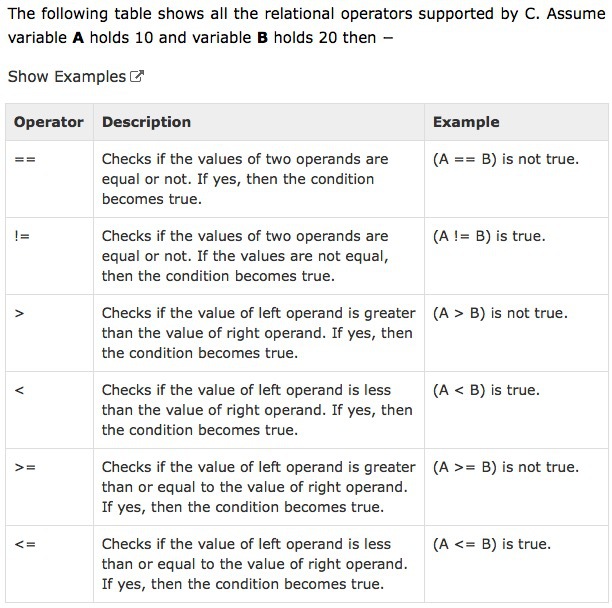 The following table shows all the relational operators supported by C. Assume
variable A holds 10 and variable B holds 20 then −
Show Examples
Operator Description Example
== Checks if the values of two operands are (A == B) is not true.
equal or not. If yes, then the condition
becomes true.
!= Checks if the values of two operands are (A != B) is true.
equal or not. If the values are not equal,
then the condition becomes true.
> Checks if the value of left operand is greater (A > B) is not true.
than the value of right operand. If yes, then
the condition becomes true.
< Checks if the value of left operand is less (A < B) is true.
than the value of right operand. If yes, then
the condition becomes true.
>= Checks if the value of left operand is greater (A >= B) is not true.
than or equal to the value of right operand.
If yes, then the condition becomes true.
<= Checks if the value of left operand is less (A <= B) is true.
than or equal to the value of right operand.
If yes, then the condition becomes true.